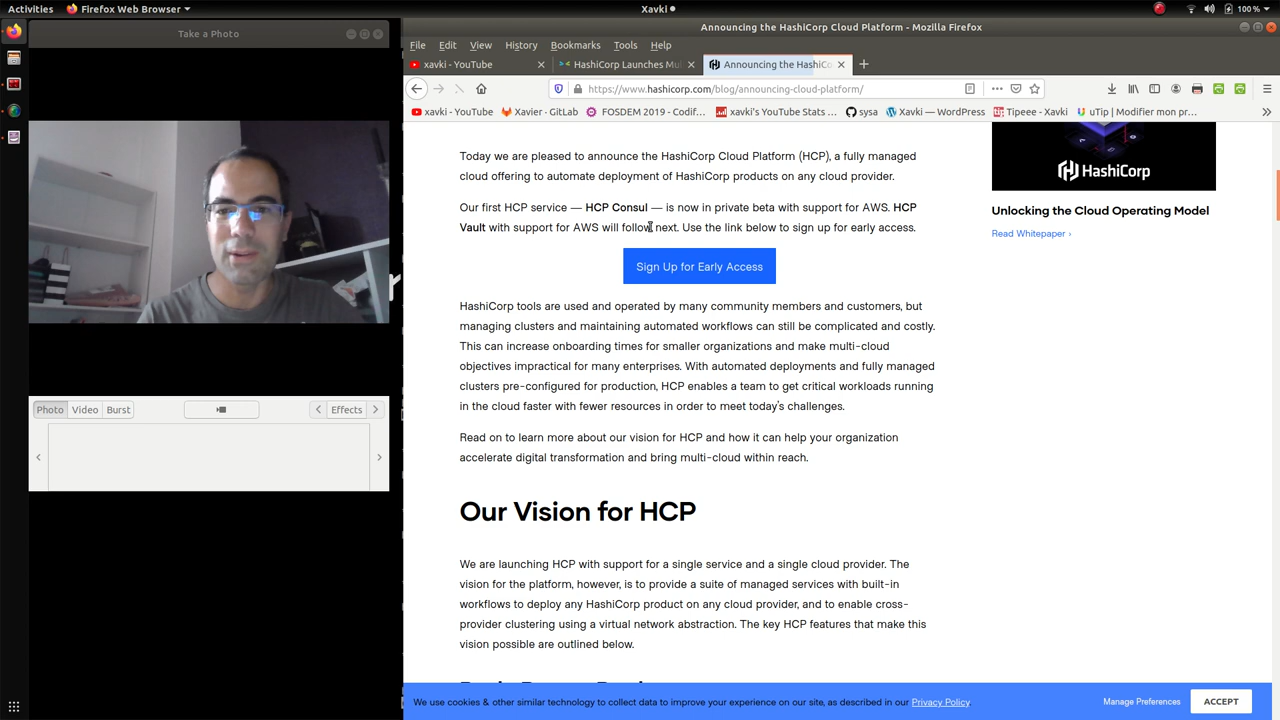 Activities
Firefox Web Browser
Xavki
100 %
Take a Photo
Announcing the HashiCorp Cloud Platform - Mozilla Firefox
File Edit View History Bookmarks Tools Help
xavki - YouTube
HashiCorp Launches Mul
Announcing the HashiCo
https://www.hashicorp.com/blog/announcing-cloud-platform/
xavki - YouTube
Xavier · GitLab
FOSDEM 2019 - Codif…
xavki's YouTube Stats …
sysa
Xavki — WordPress
Tipeee - Xavki
uTip | Modifier mon pr…
Today we are pleased to announce the HashiCorp Cloud Platform (HCP), a fully managed
cloud offering to automate deployment of HashiCorp products on any cloud provider.
Our first HCP service — HCP Consul — is now in private beta with support for AWS. HCP
Vault with support for AWS will follow next. Use the link below to sign up for early access.
Sign Up for Early Access
HashiCorp tools are used and operated by many community members and customers, but
managing clusters and maintaining automated workflows can still be complicated and costly.
This can increase onboarding times for smaller organizations and make multi-cloud
objectives impractical for many enterprises. With automated deployments and fully managed
clusters pre-configured for production, HCP enables a team to get critical workloads running
in the cloud faster with fewer resources in order to meet today's challenges.
Read on to learn more about our vision for HCP and how it can help your organization
accelerate digital transformation and bring multi-cloud within reach.
Our Vision for HCP
We are launching HCP with support for a single service and a single cloud provider. The
vision for the platform, however, is to provide a suite of managed services with built-in
workflows to deploy any HashiCorp product on any cloud provider, and to enable cross-
provider clustering using a virtual network abstraction. The key HCP features that make this
vision possible are outlined below.
HashiCorp
Unlocking the Cloud Operating Model
Read Whitepaper ›
Photo Video Burst
Effects
We use cookies & other similar technology to collect data to improve your experience on our site, as described in our Privacy Policy.
Manage Preferences
ACCEPT